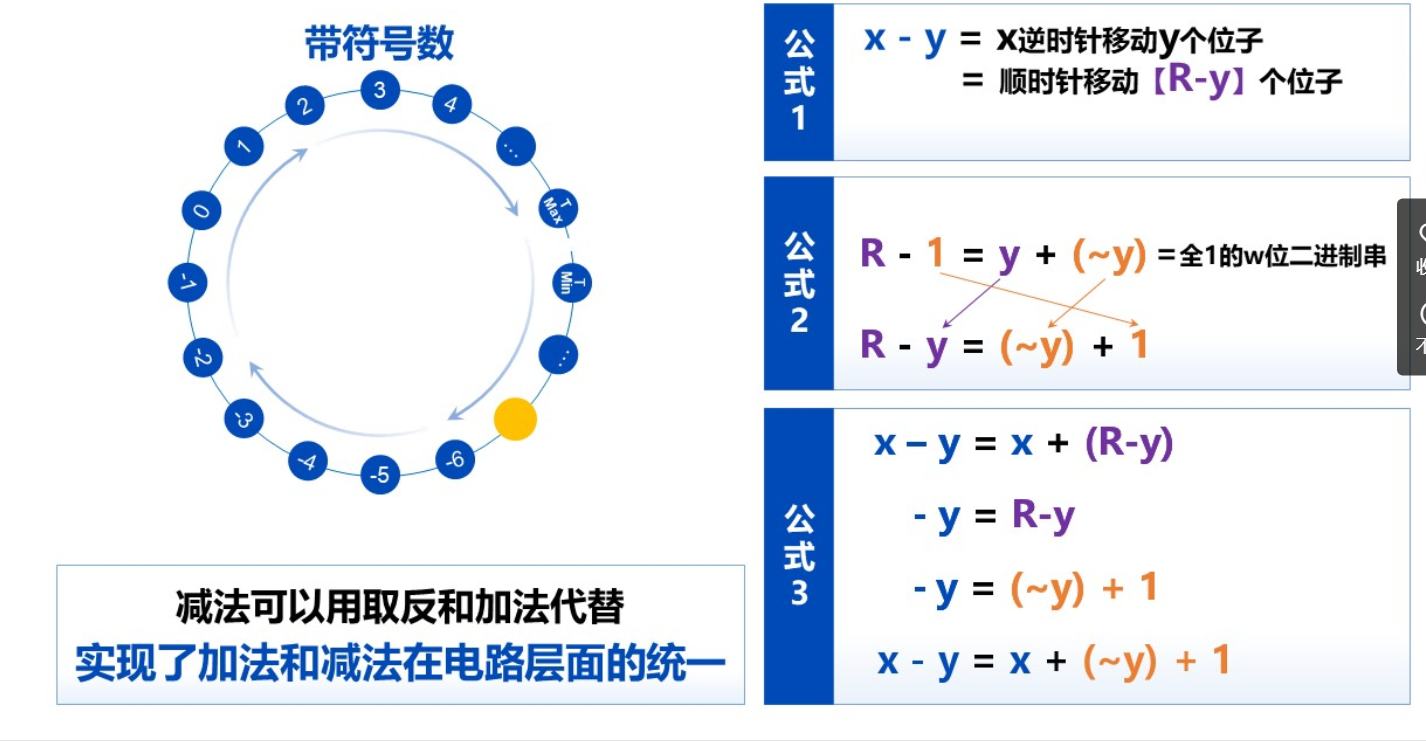 带符号数
3
2
4
1
...
0
T
Max
-1
T
Min
-2
...
-3
-4
-6
-5
减法可以用取反和加法代替
实现了加法和减法在电路层面的统一
公式1
x - y = x逆时针移动y个位子
= 顺时针移动【R-y】个位子
公式2
R - 1 = y + (~y) =全1的w位二进制串
R - y = (~y) + 1
公式3
x – y = x + (R-y)
- y = R-y
- y = (~y) + 1
x - y = x + (~y) + 1